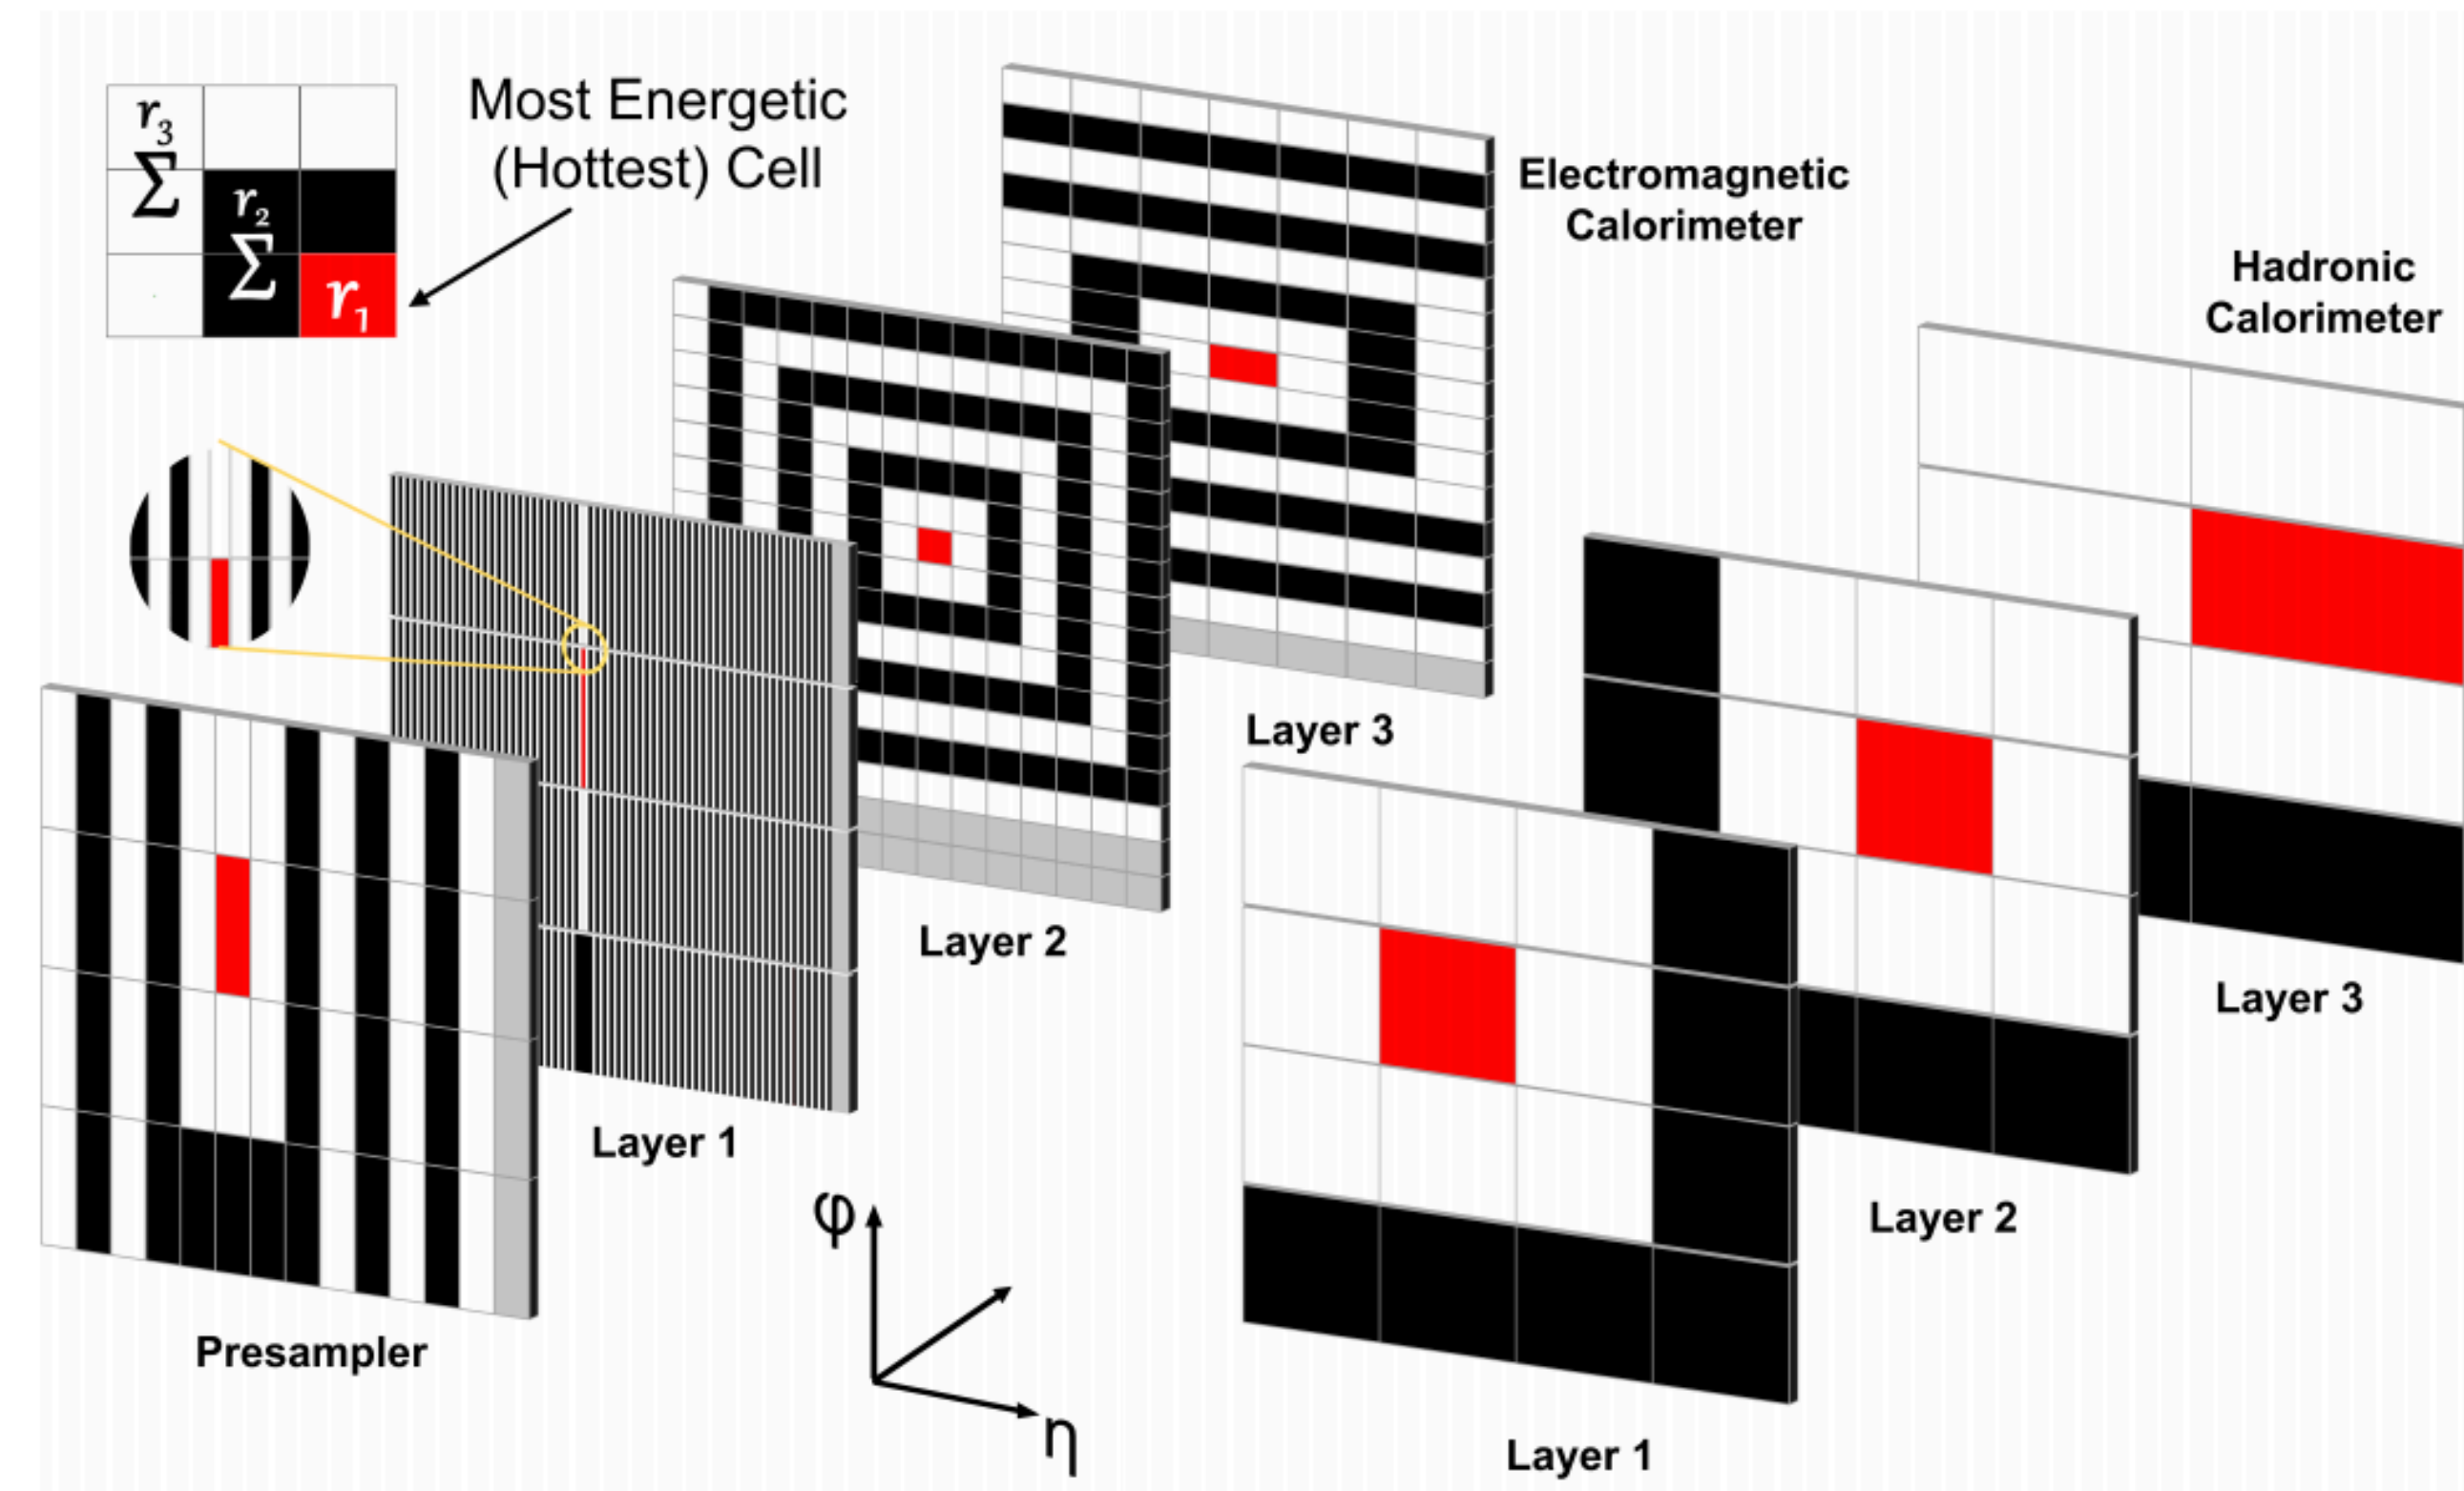 Most Energetic
(Hottest) Cell
r3
Σ
r2
Σ
r1
Electromagnetic
Calorimeter
Hadronic
Calorimeter
Layer 3
Layer 2
Layer 1
Presampler
Layer 3
Layer 2
Layer 1
φ
η